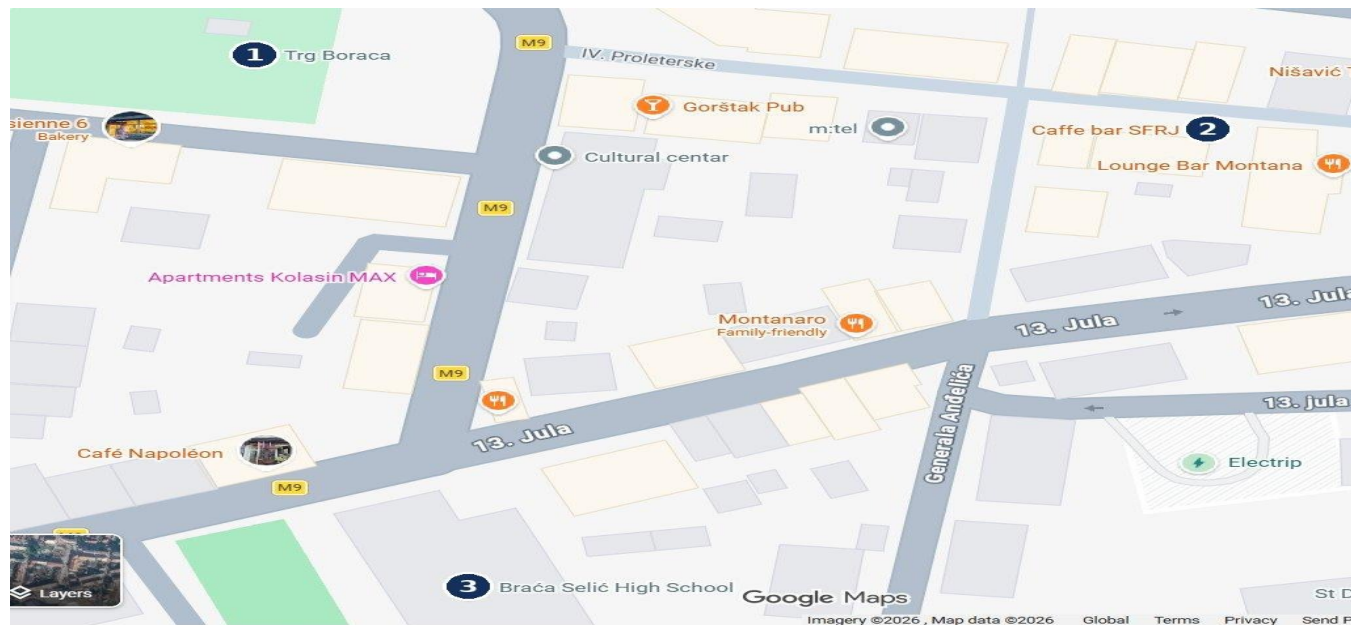 1 Trg Boraca
M9
IV. Proleterske
Nišavić
sienne 6
Bakery
Gorštak Pub
m:tel
Caffe bar SFRJ 2
Cultural centar
Lounge Bar Montana
M9
Apartments Kolasin MAX
13. Jula
Montanaro
Family-friendly
13. Jula
M9
Generala Anđelića
13. jula
13. Jula
Café Napoléon
Electrip
M9
Layers
3 Braća Selić High School
Google Maps
St D
Imagery ©2026 , Map data ©2026 Global Terms Privacy Send F